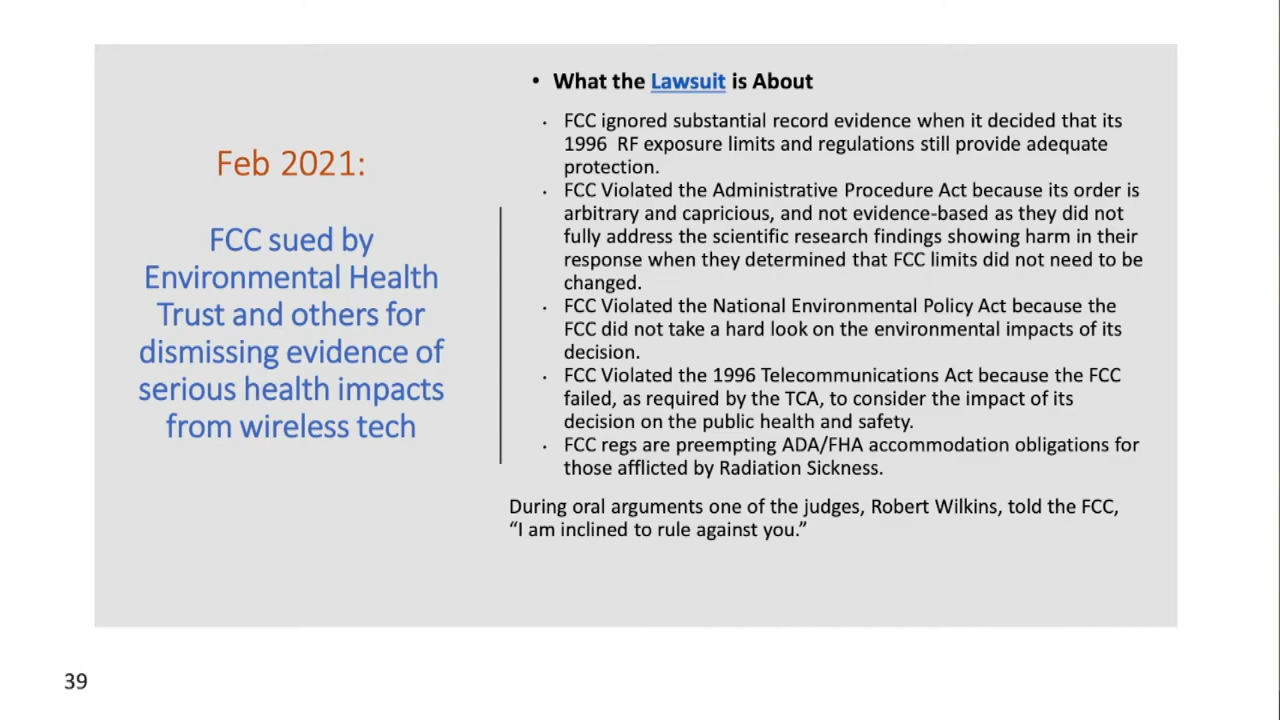 Feb 2021:
FCC sued by
Environmental Health
Trust and others for
dismissing evidence of
serious health impacts
from wireless tech
• What the Lawsuit is About
• FCC ignored substantial record evidence when it decided that its
1996 RF exposure limits and regulations still provide adequate
protection.
• FCC Violated the Administrative Procedure Act because its order is
arbitrary and capricious, and not evidence-based as they did not
fully address the scientific research findings showing harm in their
response when they determined that FCC limits did not need to be
changed.
• FCC Violated the National Environmental Policy Act because the
FCC did not take a hard look on the environmental impacts of its
decision.
• FCC Violated the 1996 Telecommunications Act because the FCC
failed, as required by the TCA, to consider the impact of its
decision on the public health and safety.
• FCC regs are preempting ADA/FHA accommodation obligations for
those afflicted by Radiation Sickness.
During oral arguments one of the judges, Robert Wilkins, told the FCC,
“I am inclined to rule against you.”
39